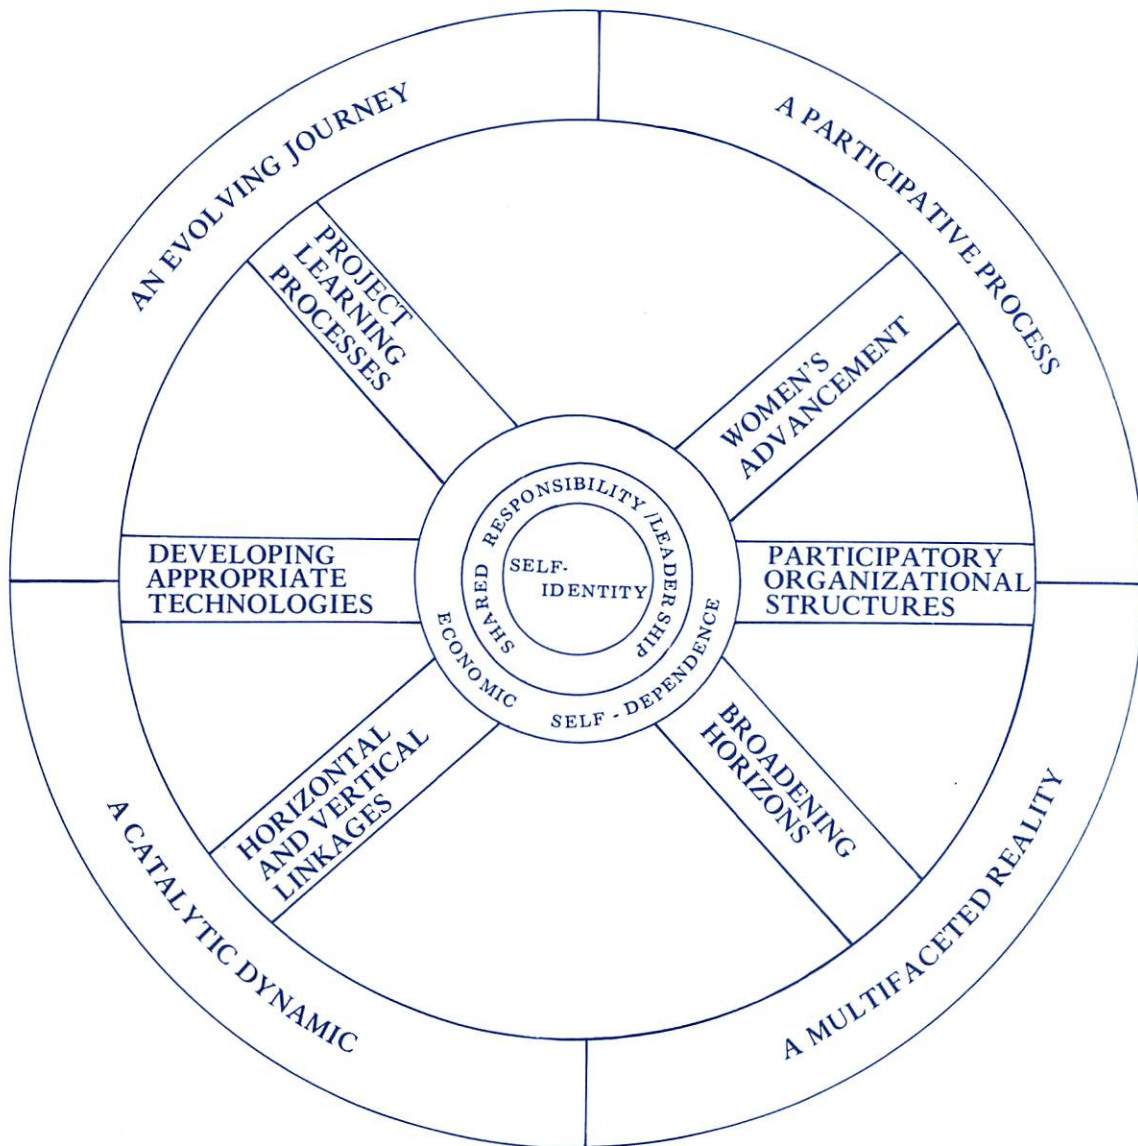 AN EVOLVING JOURNEY
A PARTICIPATIVE PROCESS
PROJECT
LEARNING
PROCESSES
WOMEN'S
ADVANCEMENT
SHARED RESPONSIBILITY/LEADERSHIP
SELF-
IDENTITY
ECONOMIC SELF-DEPENDENCE
DEVELOPING
APPROPRIATE
TECHNOLOGIES
PARTICIPATORY
ORGANIZATIONAL
STRUCTURES
HORIZONTAL
AND VERTICAL
LINKAGES
BROADENING
HORIZONS
A CATALYTIC DYNAMIC
A MULTIFACETED REALITY